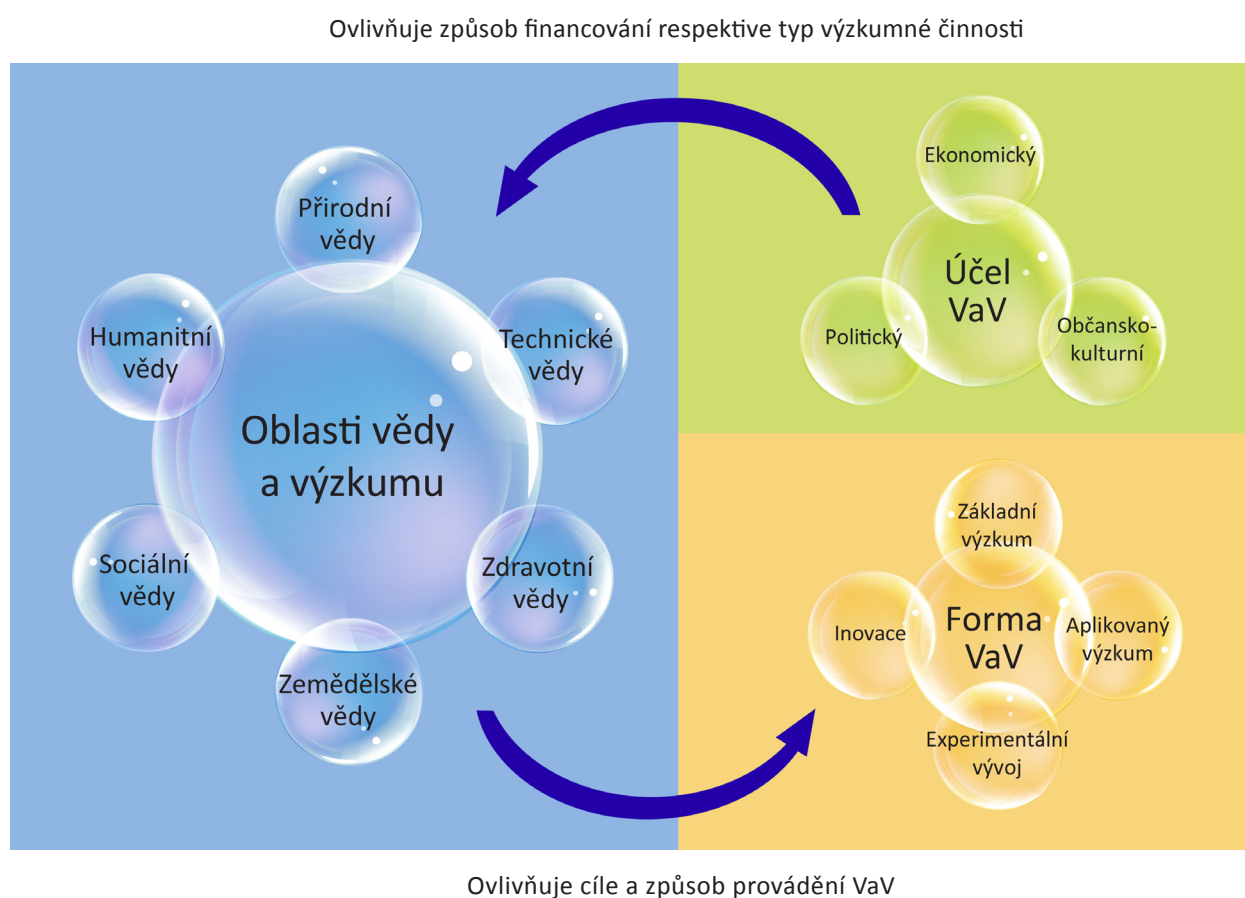 Ovlivňuje způsob financování respektive typ výzkumné činnosti
Přírodní
vědy
Humanitní
vědy
Technické
vědy
Oblasti vědy
a výzkumu
Sociální
vědy
Zdravotní
vědy
Zemědělské
vědy
Ekonomický
Účel
VaV
Politický
Občansko-
kulturní
Základní
výzkum
Inovace
Forma
VaV
Aplikovaný
výzkum
Experimentální
vývoj
Ovlivňuje cíle a způsob provádění VaV